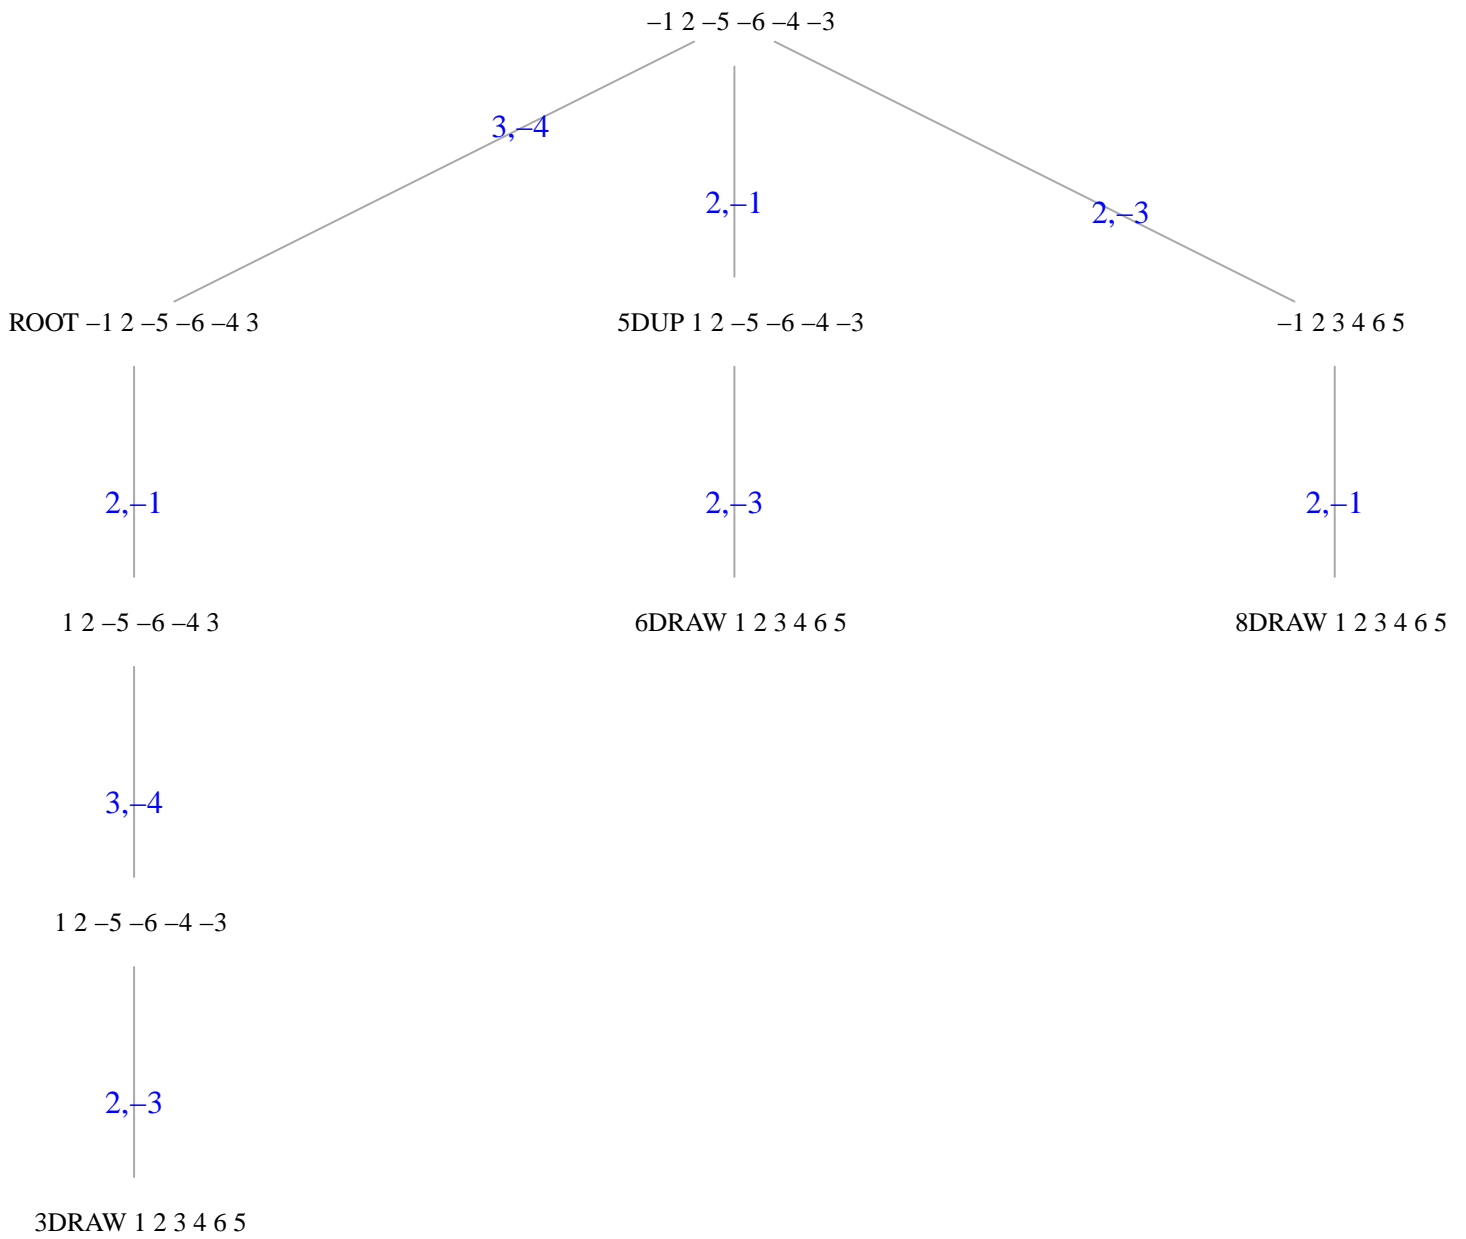 –1 2 –5 –6 –4 –3
3,–4
2,–1
2,–3
ROOT –1 2 –5 –6 –4 3
5DUP 1 2 –5 –6 –4 –3
–1 2 3 4 6 5
2,–1
2,–3
2,–1
1 2 –5 –6 –4 3
6DRAW 1 2 3 4 6 5
8DRAW 1 2 3 4 6 5
3,–4
1 2 –5 –6 –4 –3
2,–3
3DRAW 1 2 3 4 6 5